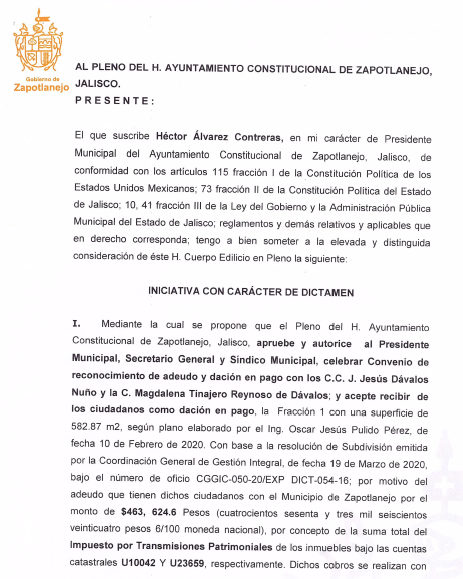 Gobierno de
Zapotlanejo
AL PLENO DEL H. AYUNTAMIENTO CONSTITUCIONAL DE ZAPOTLANEJO,
JALISCO.
P R E S E N T E :
El que suscribe Héctor Álvarez Contreras, en mi carácter de Presidente
Municipal del Ayuntamiento Constitucional de Zapotlanejo, Jalisco, de
conformidad con los artículos 115 fracción I de la Constitución Política de los
Estados Unidos Mexicanos; 73 fracción II de la Constitución Política del Estado
de Jalisco; 10, 41 fracción III de la Ley del Gobierno y la Administración Pública
Municipal del Estado de Jalisco; reglamentos y demás relativos y aplicables que
en derecho corresponda; tengo a bien someter a la elevada y distinguida
consideración de éste H. Cuerpo Edilicio en Pleno la siguiente:
INICIATIVA CON CARÁCTER DE DICTAMEN
I. Mediante la cual se propone que el Pleno del H. Ayuntamiento
Constitucional de Zapotlanejo, Jalisco, apruebe y autorice al Presidente
Municipal, Secretario General y Síndico Municipal, celebrar Convenio de
reconocimiento de adeudo y dación en pago con los C.C. J. Jesús Dávalos
Nuño y la C. Magdalena Tinajero Reynoso de Dávalos; y acepte recibir de
los ciudadanos como dación en pago, la Fracción 1 con una superficie de
582.87 m2, según plano elaborado por el Ing. Oscar Jesús Pulido Pérez, de
fecha 10 de Febrero de 2020. Con base a la resolución de Subdivisión emitida
por la Coordinación General de Gestión Integral, de fecha 19 de Marzo de 2020,
bajo el número de oficio CGGIC-050-20/EXP DICT-054-16; por motivo del
adeudo que tienen dichos ciudadanos con el Municipio de Zapotlanejo por el
monto de $463, 624.6 Pesos (cuatrocientos sesenta y tres mil seiscientos
veinticuatro pesos 6/100 moneda nacional), por concepto de la suma total del
Impuesto por Transmisiones Patrimoniales de los inmuebles bajo las cuentas
catastrales U10042 Y U23659, respectivamente. Dichos cobros se realizan con